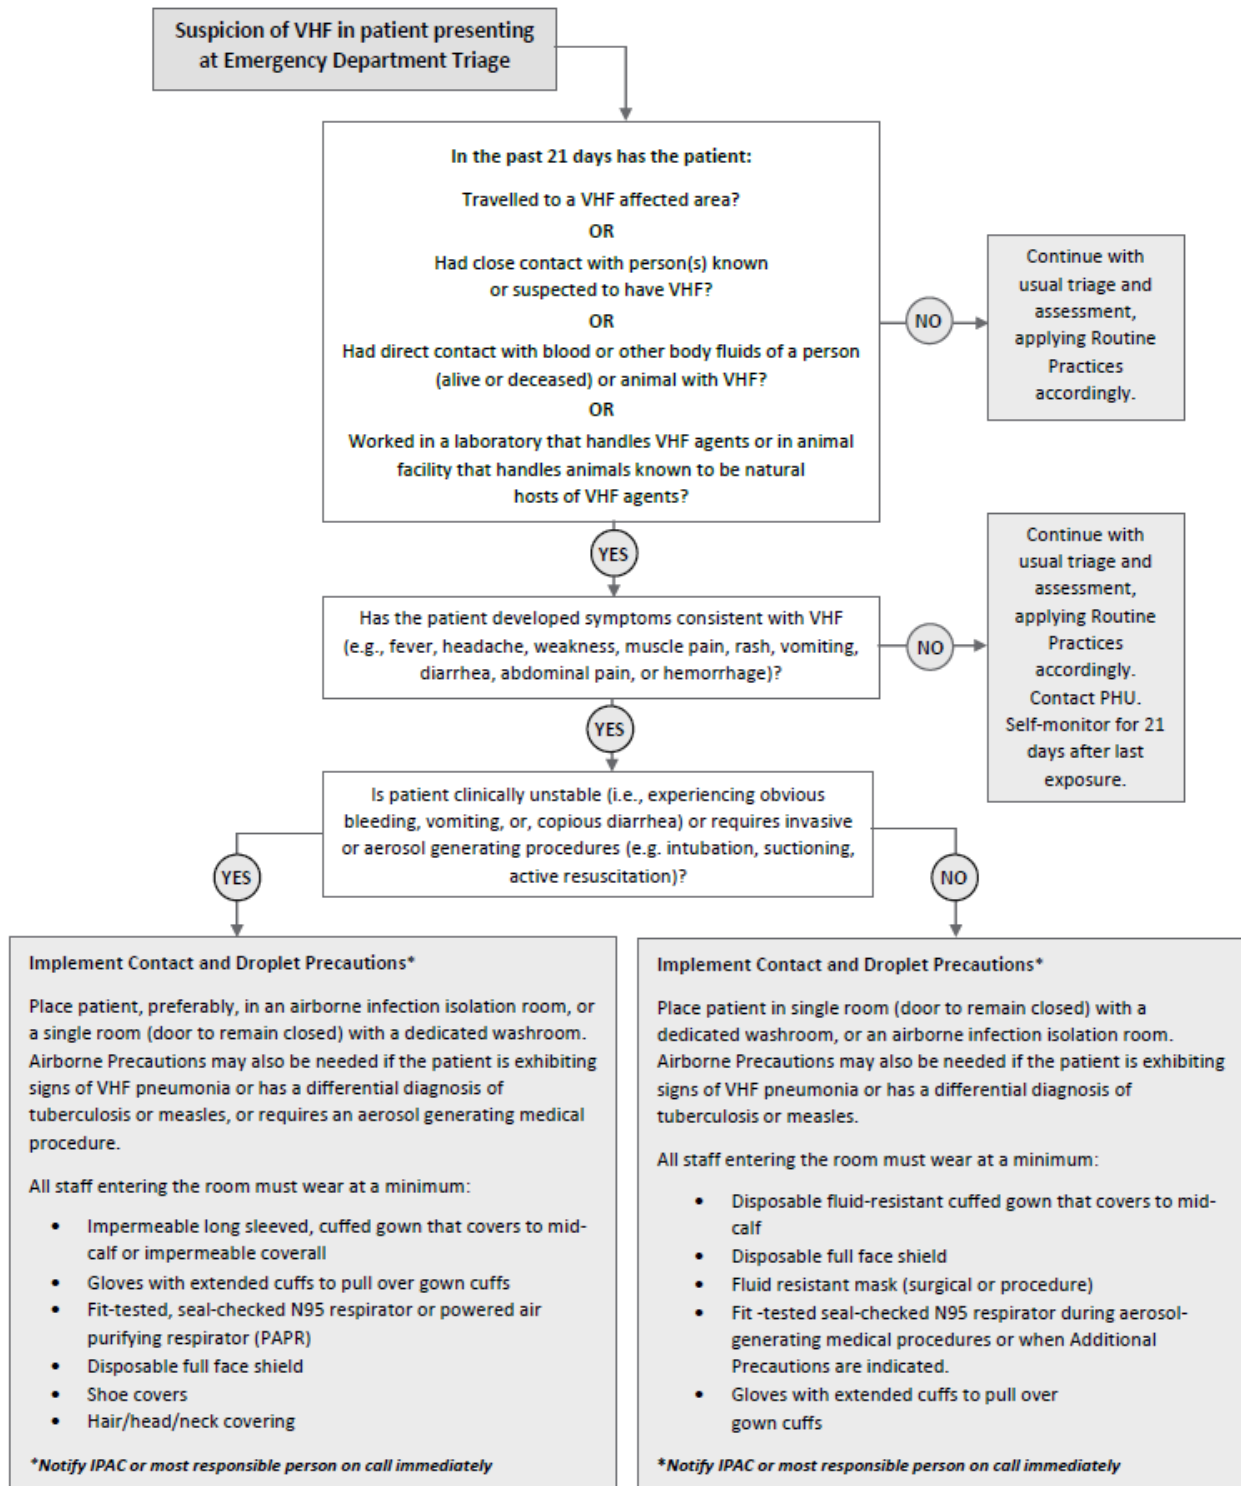 Suspicion of VHF in patient presenting
at Emergency Department Triage
In the past 21 days has the patient:
Travelled to a VHF affected area?
OR
Had close contact with person(s) known
or suspected to have VHF?
OR
Had direct contact with blood or other body fluids of a person
(alive or deceased) or animal with VHF?
OR
Worked in a laboratory that handles VHF agents or in animal
facility that handles animals known to be natural
hosts of VHF agents?
NO
Continue with
usual triage and
assessment,
applying Routine
Practices
accordingly.
YES
Has the patient developed symptoms consistent with VHF
(e.g., fever, headache, weakness, muscle pain, rash, vomiting,
diarrhea, abdominal pain, or hemorrhage)?
NO
Continue with
usual triage and
assessment,
applying Routine
Practices
accordingly.
Contact PHU.
Self-monitor for 21
days after last
exposure.
YES
Is patient clinically unstable (i.e., experiencing obvious
bleeding, vomiting, or, copious diarrhea) or requires invasive
or aerosol generating procedures (e.g. intubation, suctioning,
active resuscitation)?
YES
NO
Implement Contact and Droplet Precautions*
Place patient, preferably, in an airborne infection isolation room, or
a single room (door to remain closed) with a dedicated washroom.
Airborne Precautions may also be needed if the patient is exhibiting
signs of VHF pneumonia or has a differential diagnosis of
tuberculosis or measles, or requires an aerosol generating medical
procedure.
All staff entering the room must wear at a minimum:
• Impermeable long sleeved, cuffed gown that covers to mid-
calf or impermeable coverall
• Gloves with extended cuffs to pull over gown cuffs
• Fit-tested, seal-checked N95 respirator or powered air
purifying respirator (PAPR)
• Disposable full face shield
• Shoe covers
• Hair/head/neck covering
*Notify IPAC or most responsible person on call immediately
Implement Contact and Droplet Precautions*
Place patient in single room (door to remain closed) with a
dedicated washroom, or an airborne infection isolation room.
Airborne Precautions may also be needed if the patient is exhibiting
signs of VHF pneumonia or has a differential diagnosis of
tuberculosis or measles.
All staff entering the room must wear at a minimum:
• Disposable fluid-resistant cuffed gown that covers to mid-
calf
• Disposable full face shield
• Fluid resistant mask (surgical or procedure)
• Fit -tested seal-checked N95 respirator during aerosol-
generating medical procedures or when Additional
Precautions are indicated.
• Gloves with extended cuffs to pull over
gown cuffs
*Notify IPAC or most responsible person on call immediately